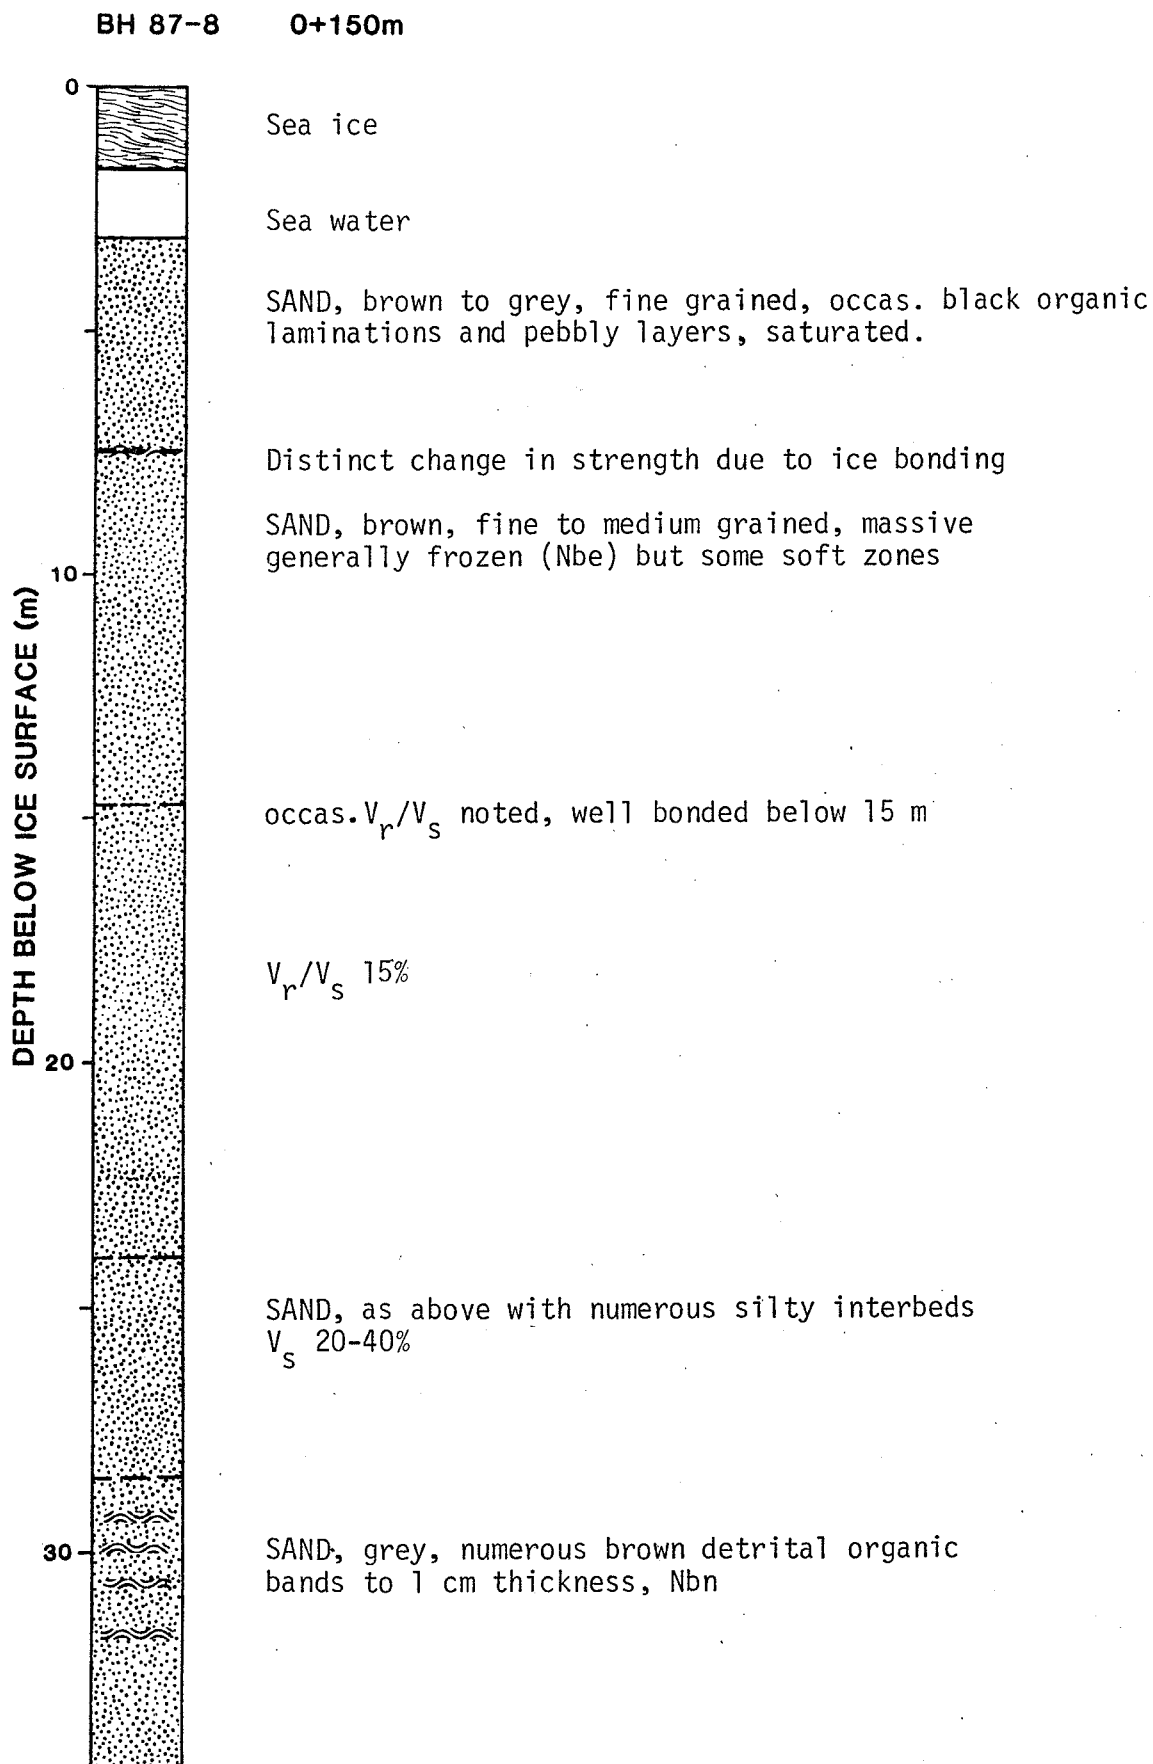 BH 87-8 0+150m
0
Sea ice
Sea water
SAND, brown to grey, fine grained, occas. black organic
laminations and pebbly layers, saturated.
Distinct change in strength due to ice bonding
SAND, brown, fine to medium grained, massive
generally frozen (Nbe) but some soft zones
10
DEPTH BELOW ICE SURFACE (m)
occas. Vr/Vs noted, well bonded below 15 m
Vr/Vs 15%
20
SAND, as above with numerous silty interbeds
Vs 20-40%
30
SAND, grey, numerous brown detrital organic
bands to 1 cm thickness, Nbn